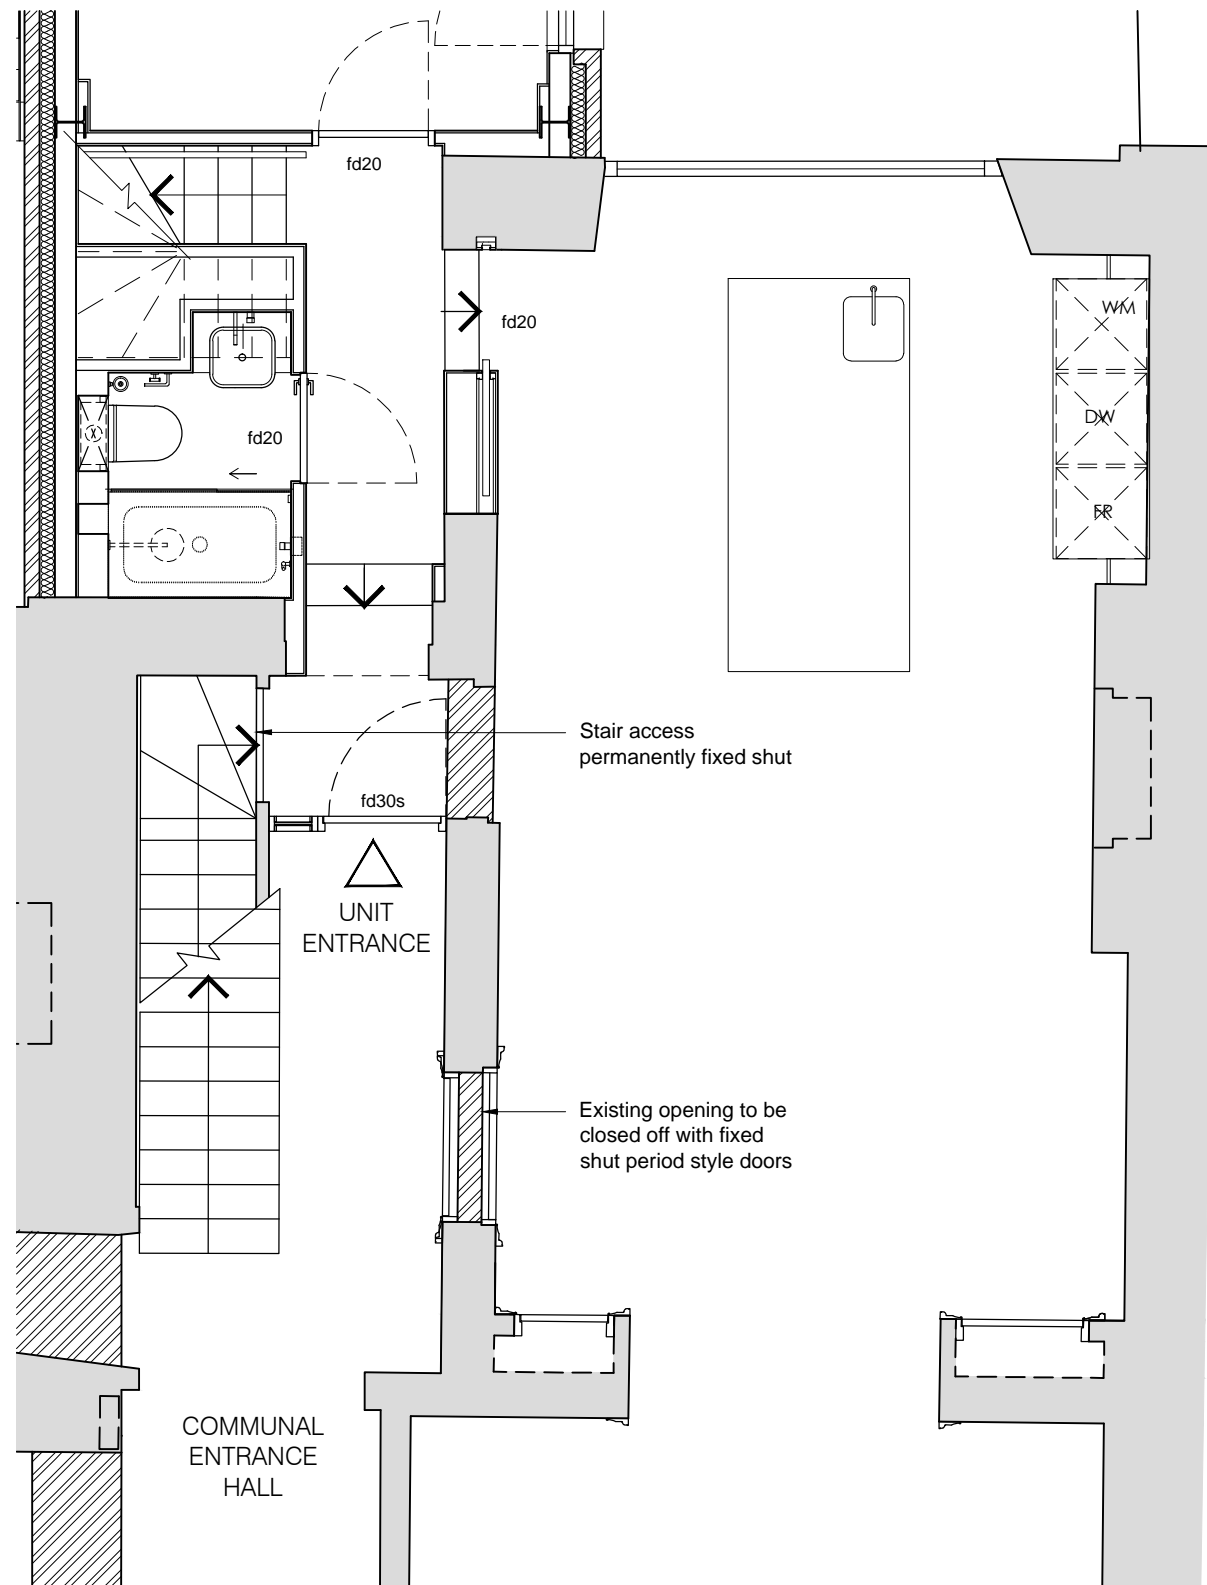 fd20
WM
fd20
DW
fd20
FR
Stair access
permanently fixed shut
fd30s
UNIT
ENTRANCE
Existing opening to be
closed off with fixed
shut period style doors
COMMUNAL
ENTRANCE
HALL